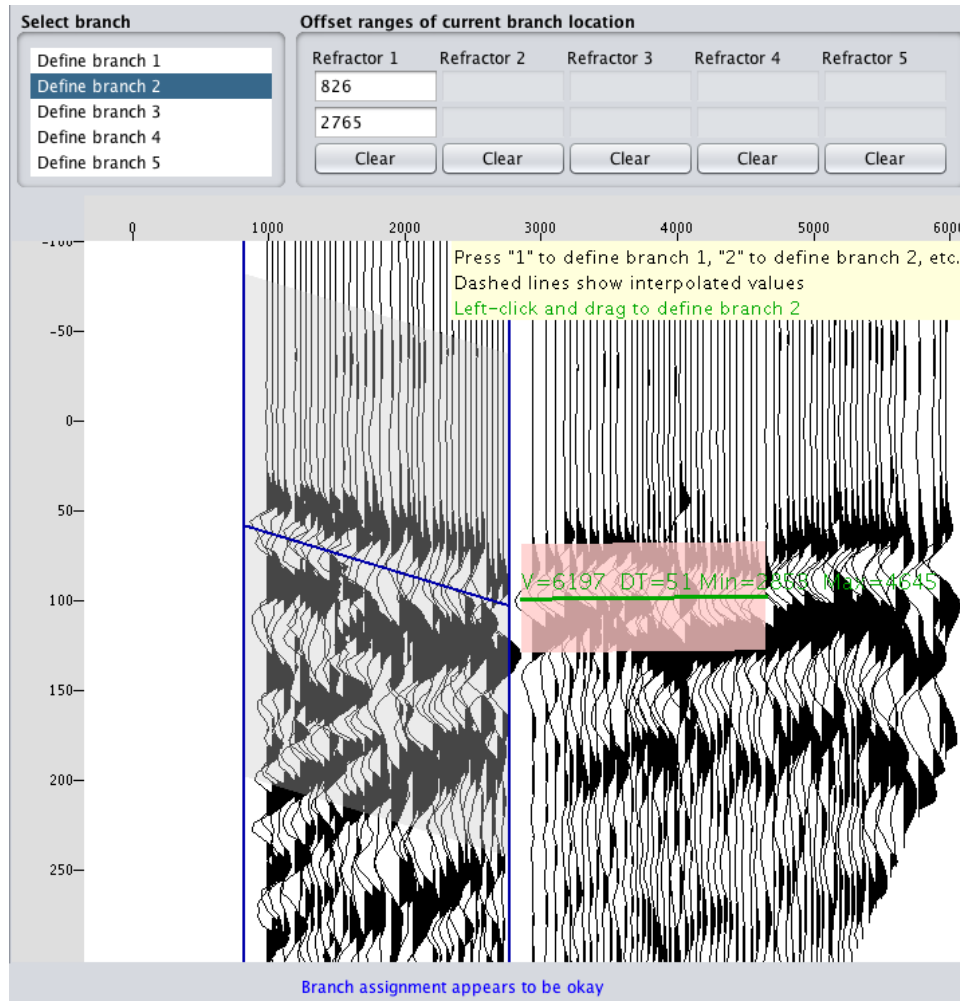 Select branch
Define branch 1
Define branch 2
Define branch 3
Define branch 4
Define branch 5
Offset ranges of current branch location
Refractor 1 Refractor 2 Refractor 3 Refractor 4 Refractor 5
826
2765
Clear Clear Clear Clear Clear
0 1000 2000 3000 4000 5000 6000
-100
Press "1" to define branch 1, "2" to define branch 2, etc.
Dashed lines show interpolated values
Left-click and drag to define branch 2
-50
0
50
V=6197 DT=51 Min=2853 Max=4645
100
150
200
250
Branch assignment appears to be okay